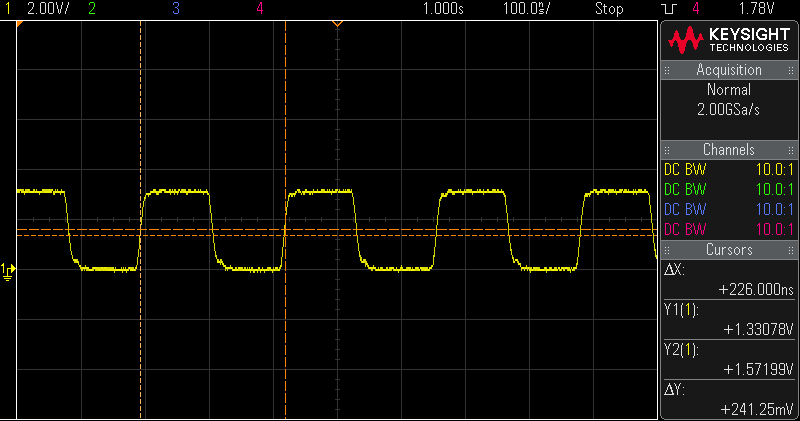 1 2.00V/ 2 3 4 1.000s 100.0ns/ Stop 4 1.78V
KEYSIGHT
TECHNOLOGIES
Acquisition
Normal
2.00GSa/s
Channels
DC BW 10.0:1
DC BW 10.0:1
DC BW 10.0:1
DC BW 10.0:1
Cursors
ΔX:
+226.000ns
Y1(1):
+1.33078V
Y2(1):
+1.57199V
ΔY:
+241.25mV
1